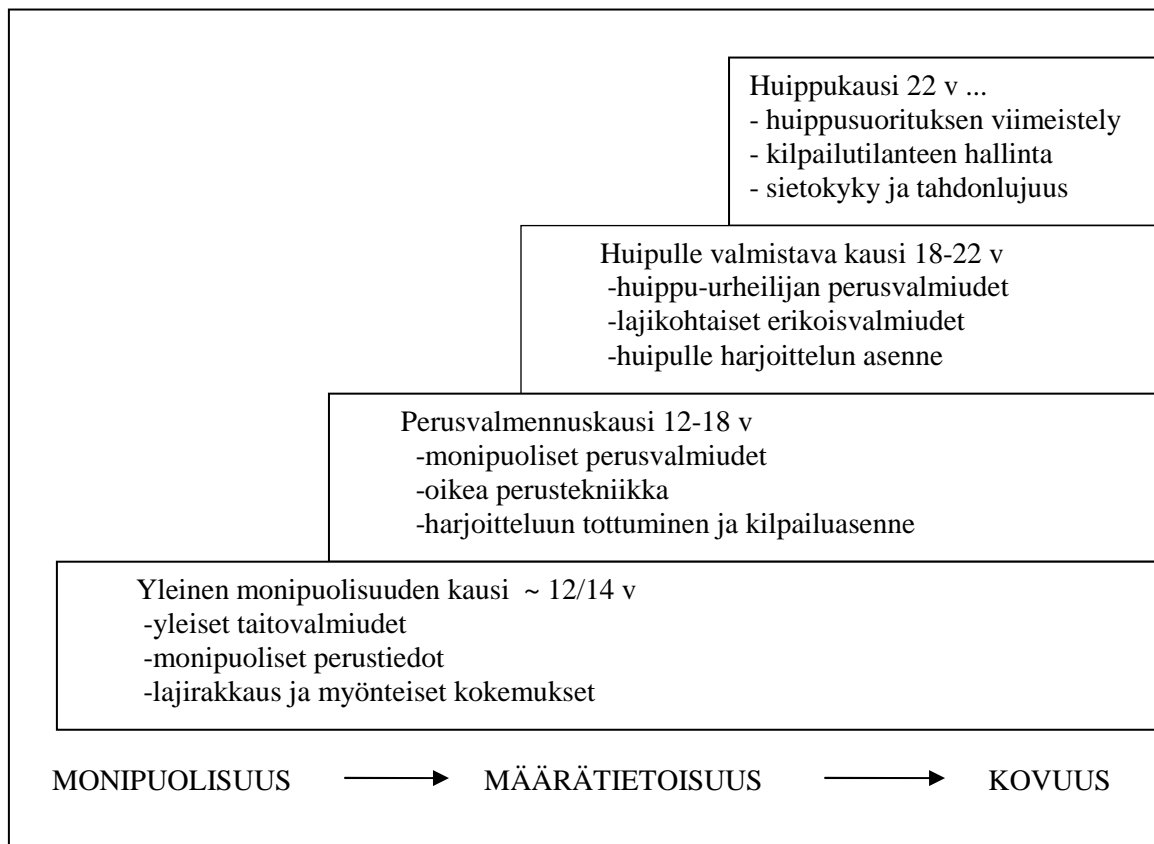 Huippukausi 22 v ...
- huippusuorituksen viimeistely
- kilpailutilanteen hallinta
- sietokyky ja tahdonlujuus
Huipulle valmistava kausi 18-22 v
-huippu-urheilijan perusvalmiudet
-lajikohtaiset erikoisvalmiudet
-huipulle harjoittelun asenne
Perusvalmennuskausi 12-18 v
-monipuoliset perusvalmiudet
-oikea perustekniikka
-harjoitteluun tottuminen ja kilpailuasenne
Yleinen monipuolisuuden kausi ~ 12/14 v
-yleiset taitovalmiudet
-monipuoliset perustiedot
-lajirakkaus ja myönteiset kokemukset
MONIPUOLISUUS → MÄÄRÄTIETOISUUS → KOVUUS